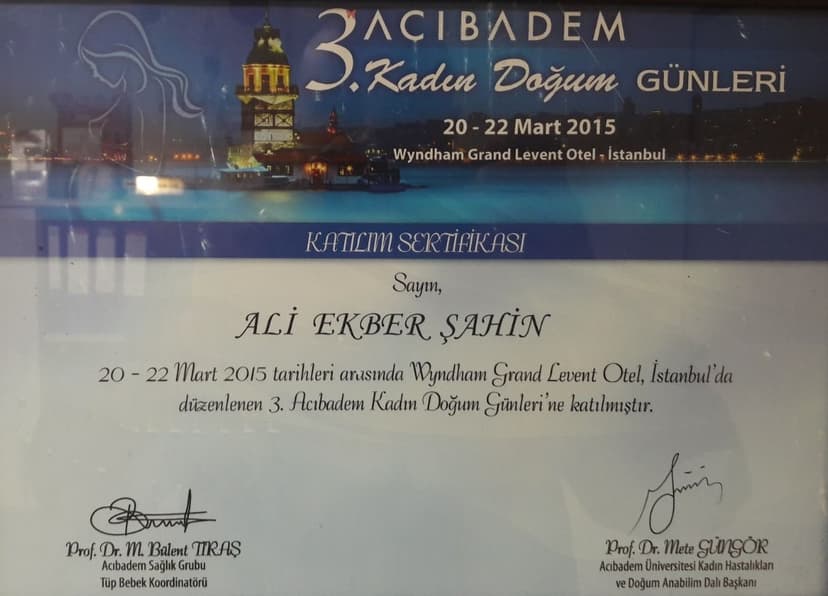 3. ACIBADEM
Kadın Doğum GÜNLERİ
20 - 22 Mart 2015
Wyndham Grand Levent Otel - İstanbul
KATILIM SERTİFİKASI
Sayın,
ALİ EKBER ŞAHİN
20 - 22 Mart 2015 tarihleri arasında Wyndham Grand Levent Otel, İstanbul'da
düzenlenen 3. Acıbadem Kadın Doğum Günleri'ne katılmıştır.
Prof. Dr. M. Balent TIRAŞ
Acıbadem Sağlık Grubu
Tüp Bebek Koordinatörü
Prof. Dr. Mete GÜNGÖR
Acıbadem Üniversitesi Kadın Hastalıkları
ve Doğum Anabilim Dalı Başkanı